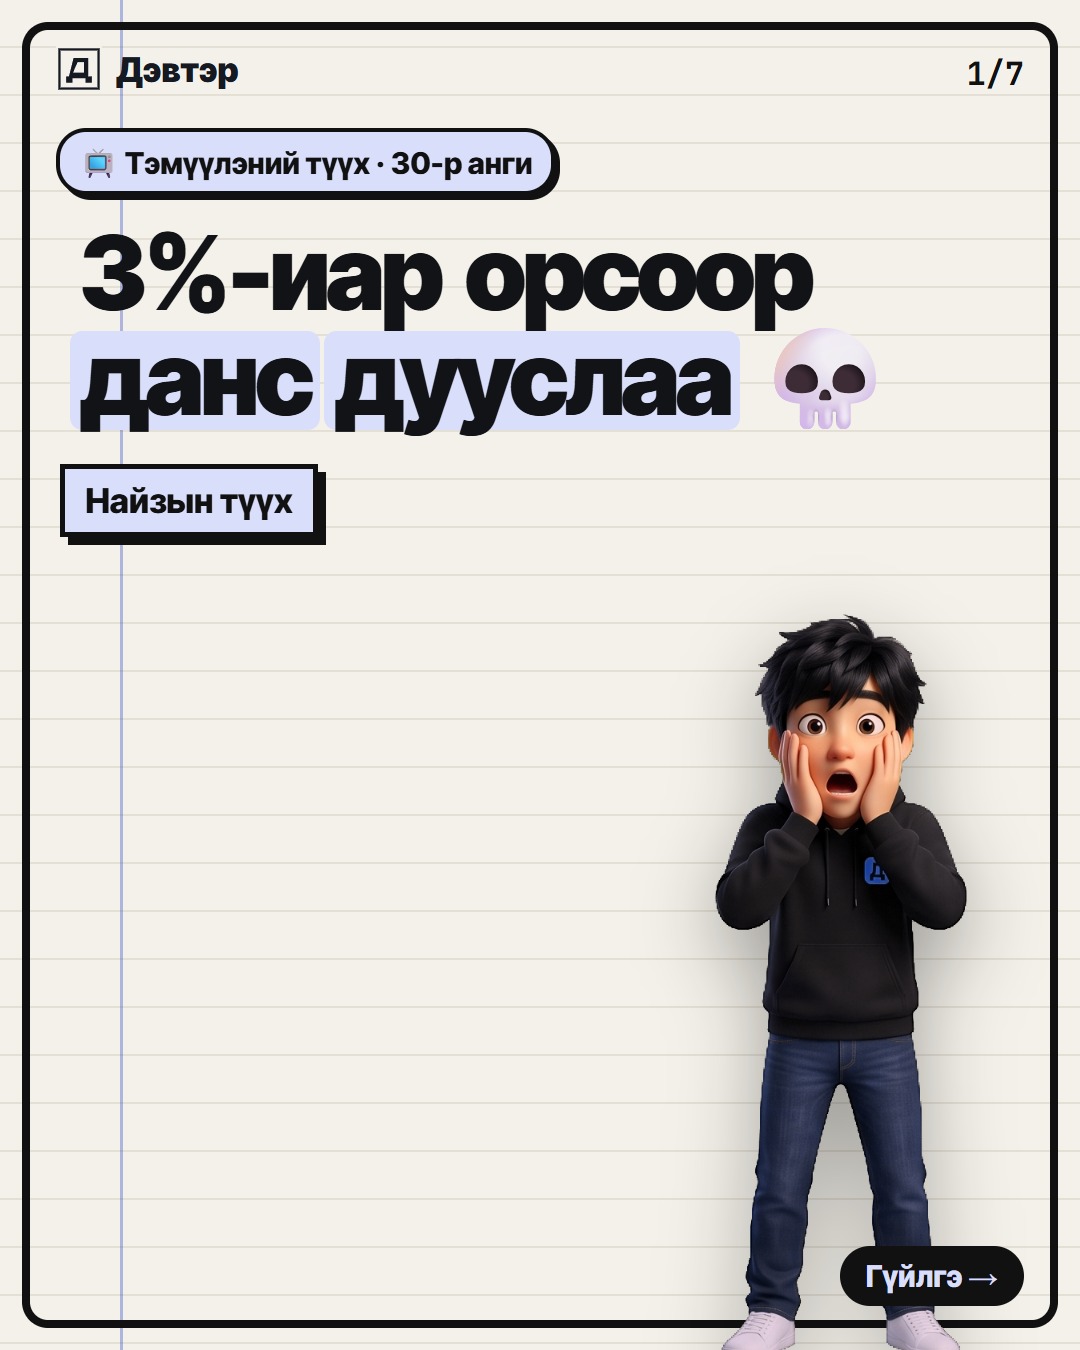 Д Дэвтэр
1/7
Тэмүүлэний түүх · 30-р анги
3%-иар орсоор
данс дууслаа
Найзын түүх
Д
Гүйлгэ →